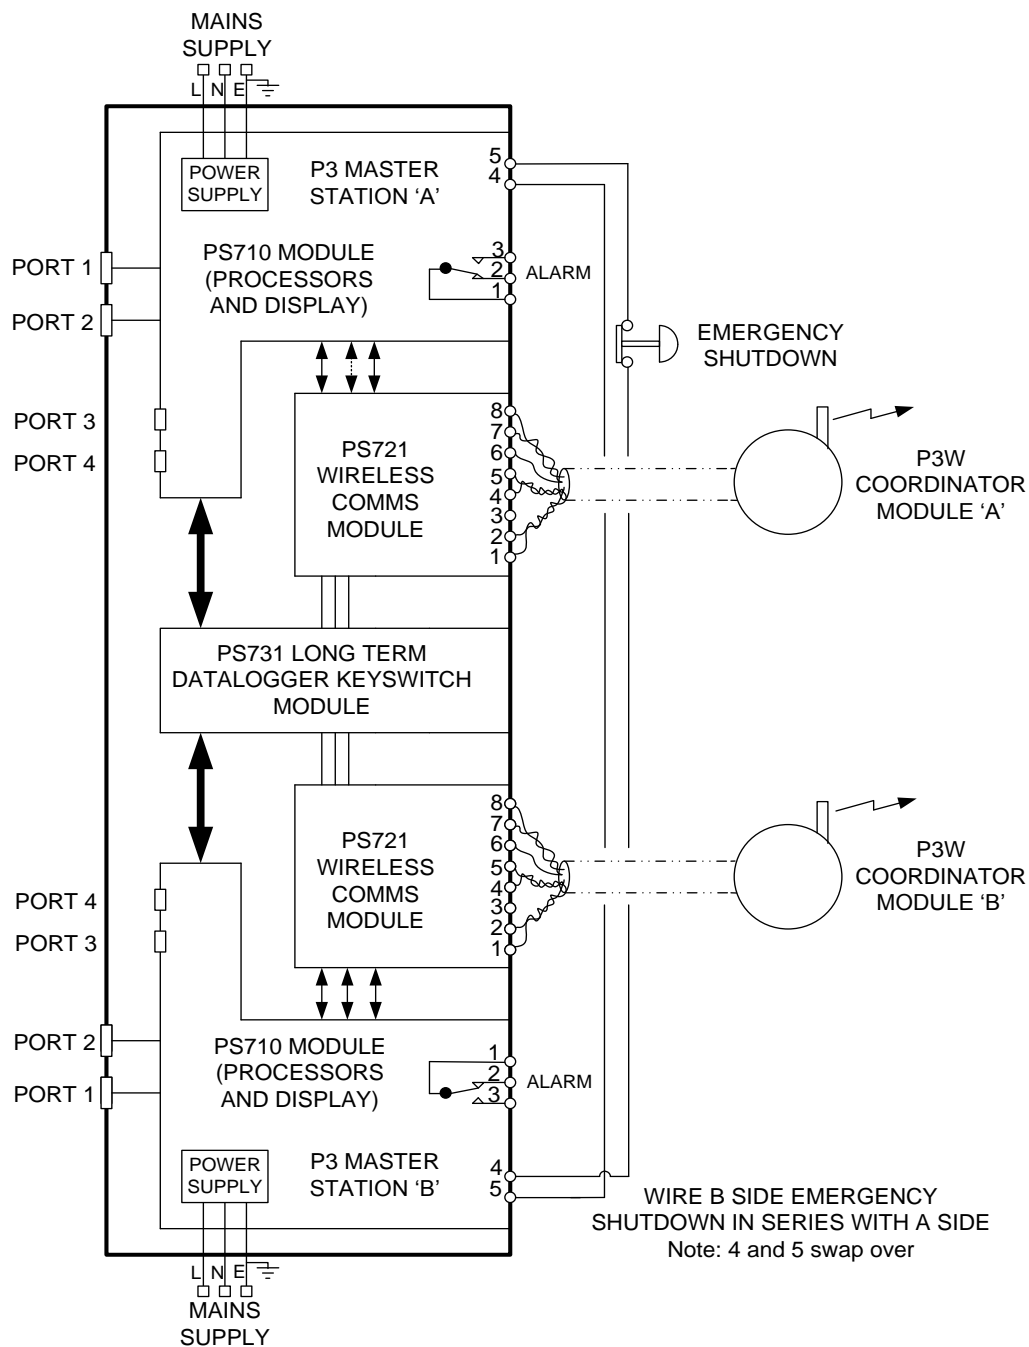 MAINS
SUPPLY
L N E
POWER
SUPPLY
P3 MASTER
STATION ‘A’
5
4
PS710 MODULE
(PROCESSORS
AND DISPLAY)
3
2
1
ALARM
PORT 1
PORT 2
EMERGENCY
SHUTDOWN
PORT 3
PORT 4
PS721
WIRELESS
COMMS
MODULE
8
7
6
5
4
3
2
1
P3W
COORDINATOR
MODULE ‘A’
PS731 LONG TERM
DATALOGGER KEYSWITCH
MODULE
PS721
WIRELESS
COMMS
MODULE
8
7
6
5
4
3
2
1
P3W
COORDINATOR
MODULE ‘B’
PORT 4
PORT 3
PORT 2
PORT 1
PS710 MODULE
(PROCESSORS
AND DISPLAY)
1
2
3
ALARM
POWER
SUPPLY
P3 MASTER
STATION ‘B’
4
5
WIRE B SIDE EMERGENCY
SHUTDOWN IN SERIES WITH A SIDE
Note: 4 and 5 swap over
L N E
MAINS
SUPPLY